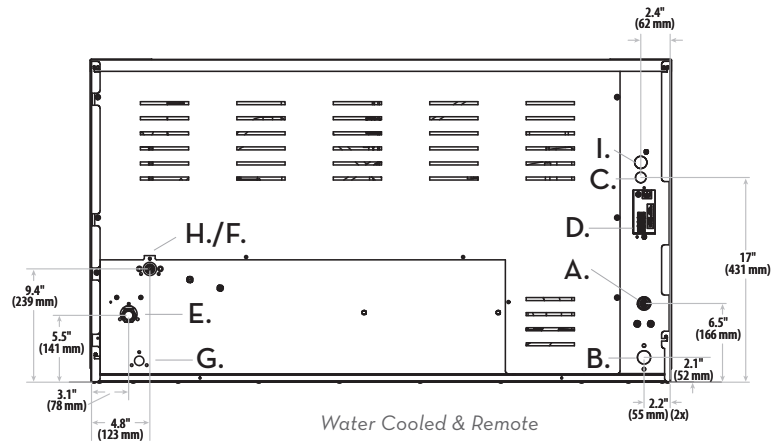 2.4"
(62 mm)
I.
C.
D.
H./F.
A.
17"
(431 mm)
9.4"
(239 mm)
E.
6.5"
(166 mm)
5.5"
(141 mm)
G.
B.
2.1"
(52 mm)
3.1"
(78 mm)
2.2"
(55 mm) (2x)
4.8"
(123 mm)
Water Cooled & Remote